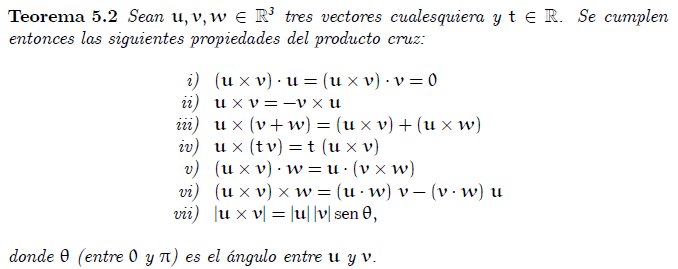 Teorema 5.2 Sean u, v, w ∈ ℝ³ tres vectores cualesquiera y t ∈ ℝ. Se cumplen
entonces las siguientes propiedades del producto cruz:
i) (u × v) · u = (u × v) · v = 0
ii) u × v = −v × u
iii) u × (v + w) = (u × v) + (u × w)
iv) u × (t v) = t (u × v)
v) (u × v) · w = u · (v × w)
vi) (u × v) × w = (u · w) v − (v · w) u
vii) |u × v| = |u| |v| sen θ,
donde θ (entre 0 y π) es el ángulo entre u y v.